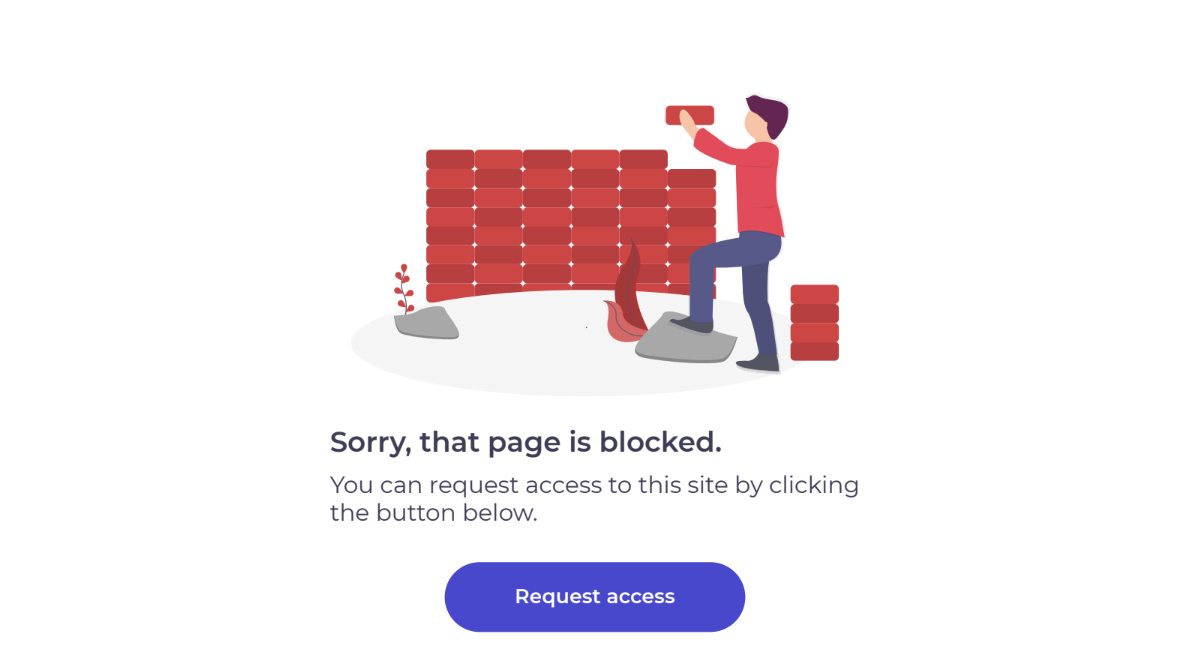 Sorry, that page is blocked.
You can request access to this site by clicking
the button below.
Request access